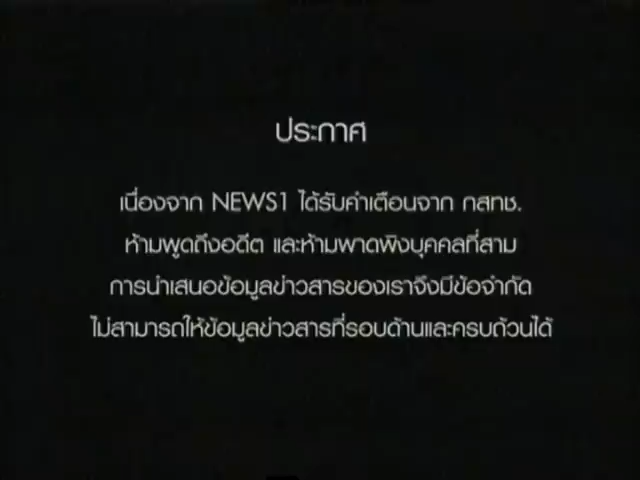 ประกาศ
เนื่องจาก NEWS1 ได้รับคำเตือนจาก กสทช.
ห้ามพูดถึงอดีต และห้ามพาดพิงบุคคลที่สาม
การนำเสนอข้อมูลข่าวสารของเราจึงมีข้อจำกัด
ไม่สามารถให้ข้อมูลข่าวสารที่รอบด้านและครบถ้วนได้